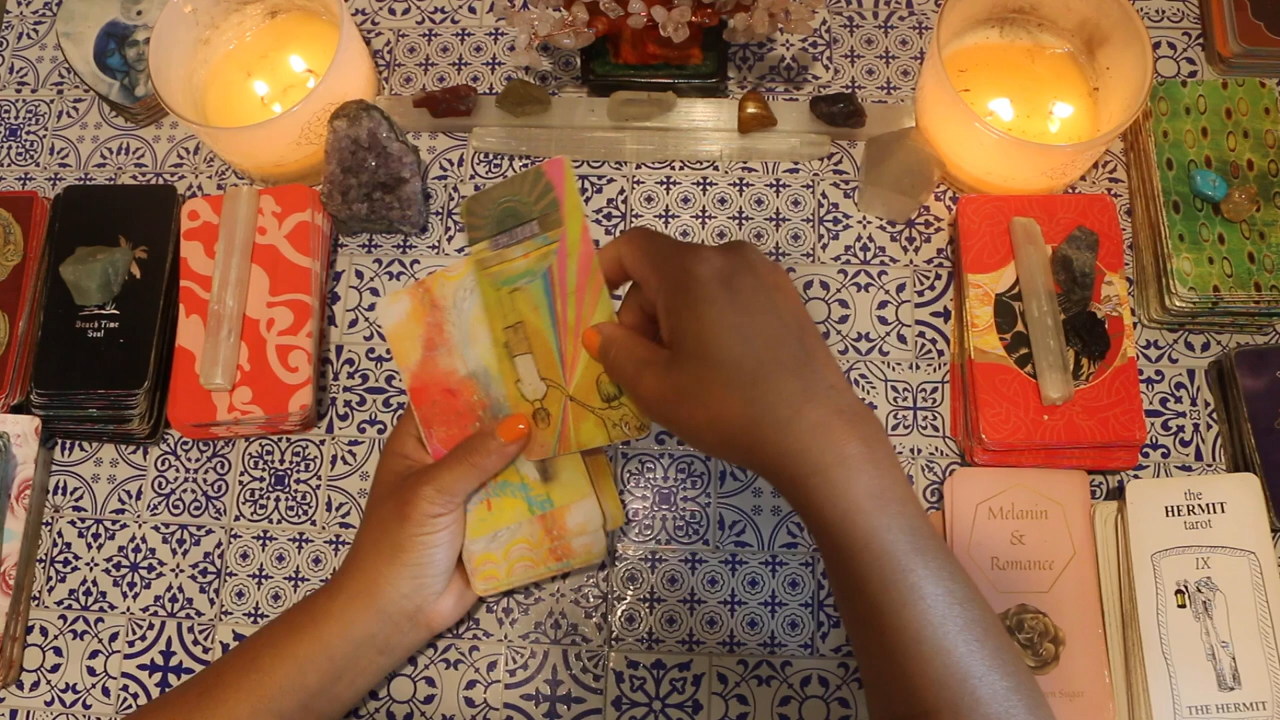 Beach Time
Soul
Melanin
&
Romance
the
HERMIT
tarot
IX
THE HERMIT